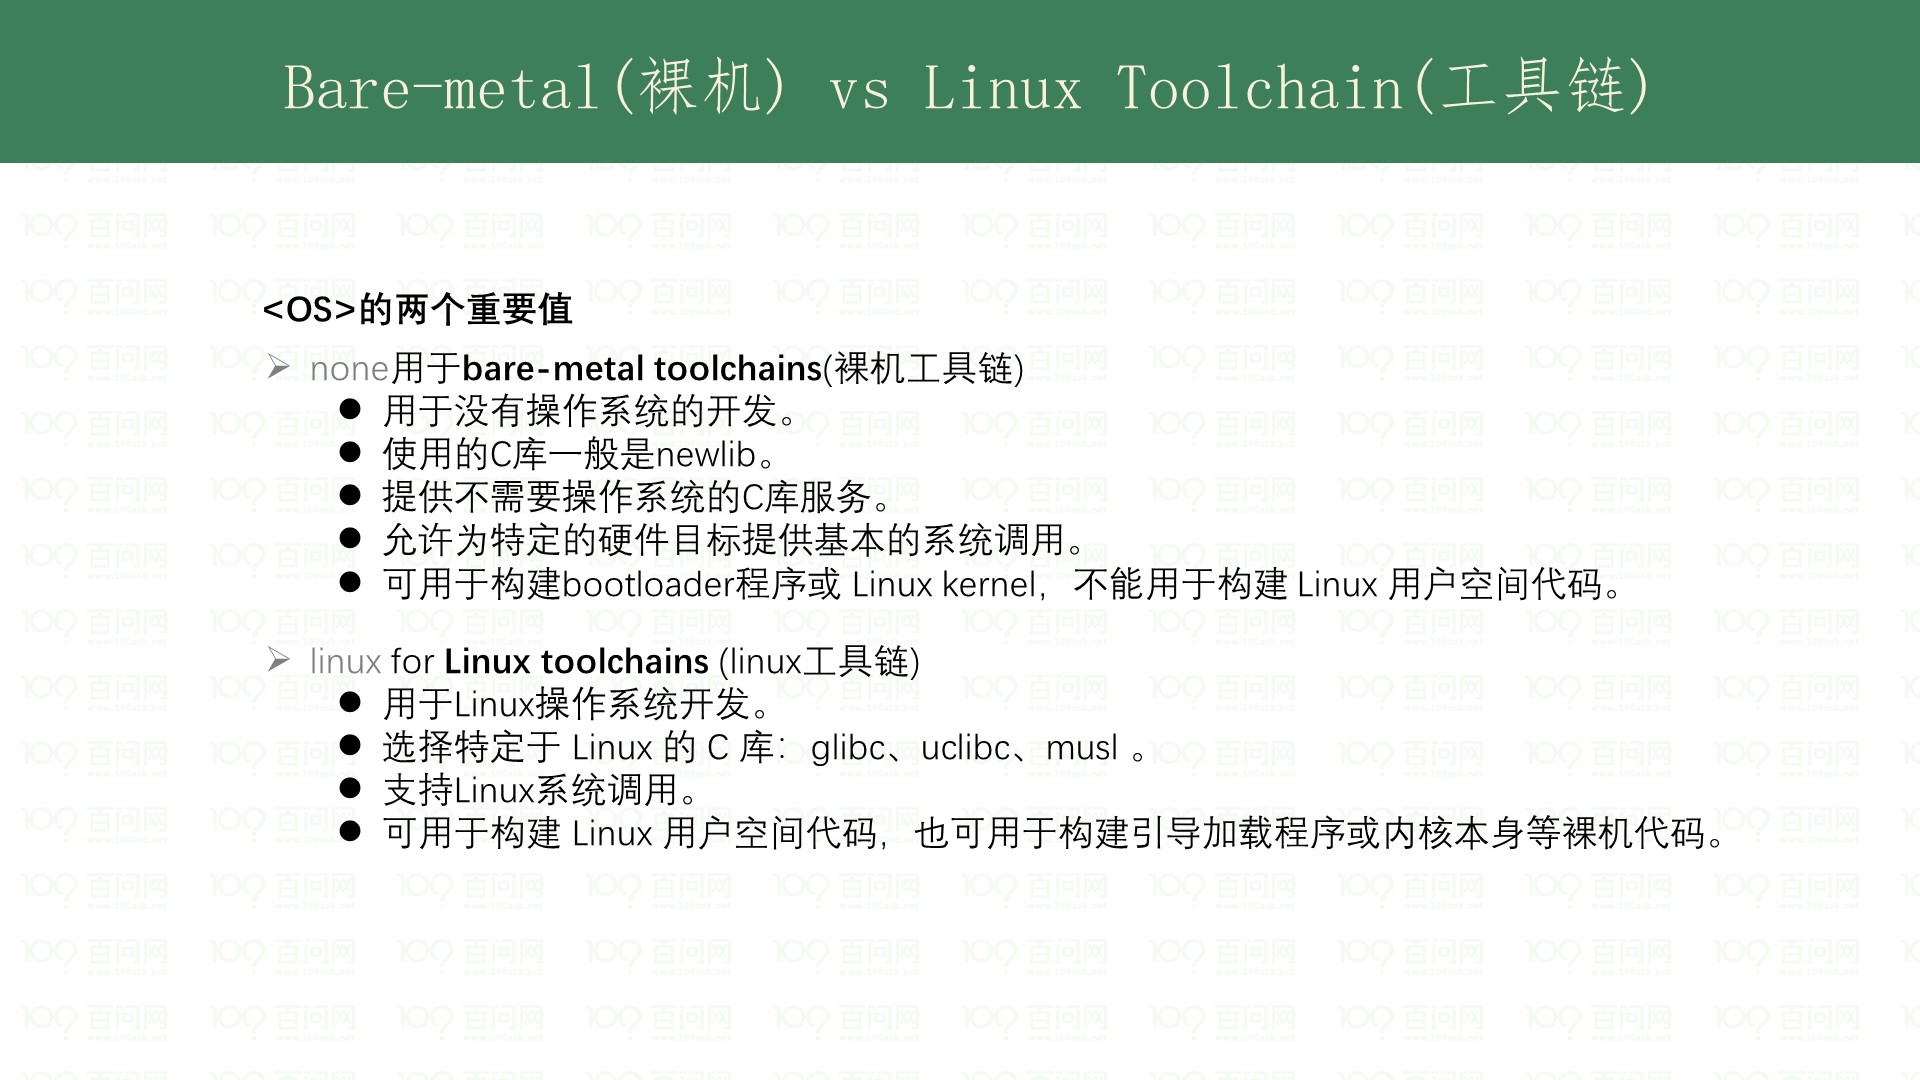 Bare-metal(裸机) vs Linux Toolchain(工具链)
<OS>的两个重要值
none用于bare-metal toolchains(裸机工具链)
用于没有操作系统的开发。
使用的C库一般是newlib。
提供不需要操作系统的C库服务。
允许为特定的硬件目标提供基本的系统调用。
可用于构建bootloader程序或 Linux kernel，不能用于构建 Linux 用户空间代码。
linux for Linux toolchains (linux工具链)
用于Linux操作系统开发。
选择特定于 Linux 的 C 库：glibc、uclibc、musl 。
支持Linux系统调用。
可用于构建 Linux 用户空间代码，也可用于构建引导加载程序或内核本身等裸机代码。